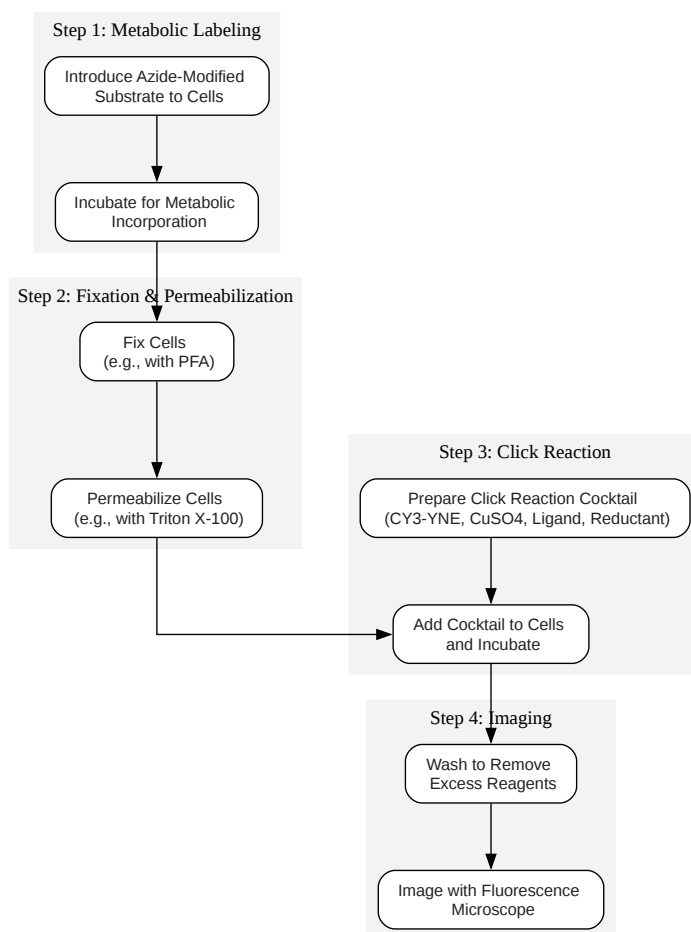 Step 1: Metabolic Labeling
Introduce Azide-Modified
Substrate to Cells
Incubate for Metabolic
Incorporation
Step 2: Fixation & Permeabilization
Fix Cells
(e.g., with PFA)
Permeabilize Cells
(e.g., with Triton X-100)
Step 3: Click Reaction
Prepare Click Reaction Cocktail
(CY3-YNE, CuSO4, Ligand, Reductant)
Add Cocktail to Cells
and Incubate
Step 4: Imaging
Wash to Remove
Excess Reagents
Image with Fluorescence
Microscope